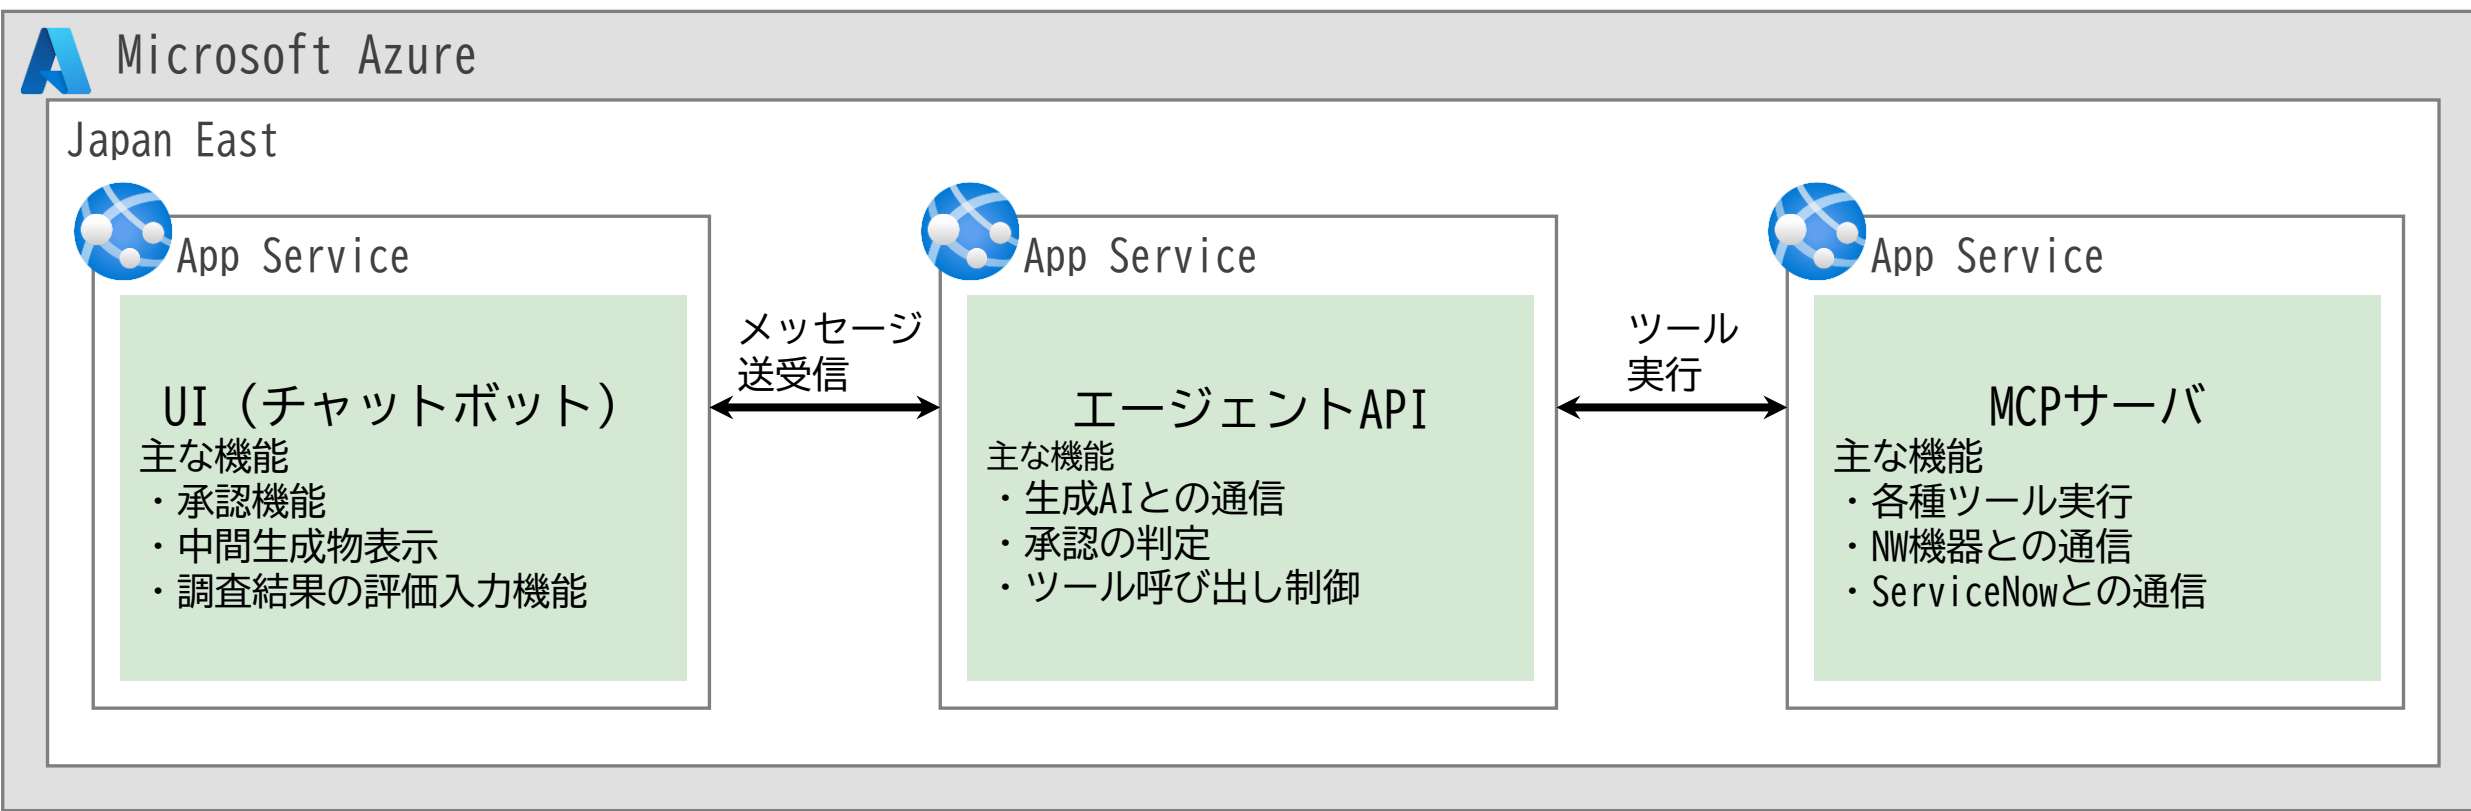 Microsoft Azure
Japan East
App Service
UI（チャットボット）
主な機能
・承認機能
・中間生成物表示
・調査結果の評価入力機能
メッセージ
送受信
App Service
エージェントAPI
主な機能
・生成AIとの通信
・承認の判定
・ツール呼び出し制御
ツール
実行
App Service
MCPサーバ
主な機能
・各種ツール実行
・NW機器との通信
・ServiceNowとの通信